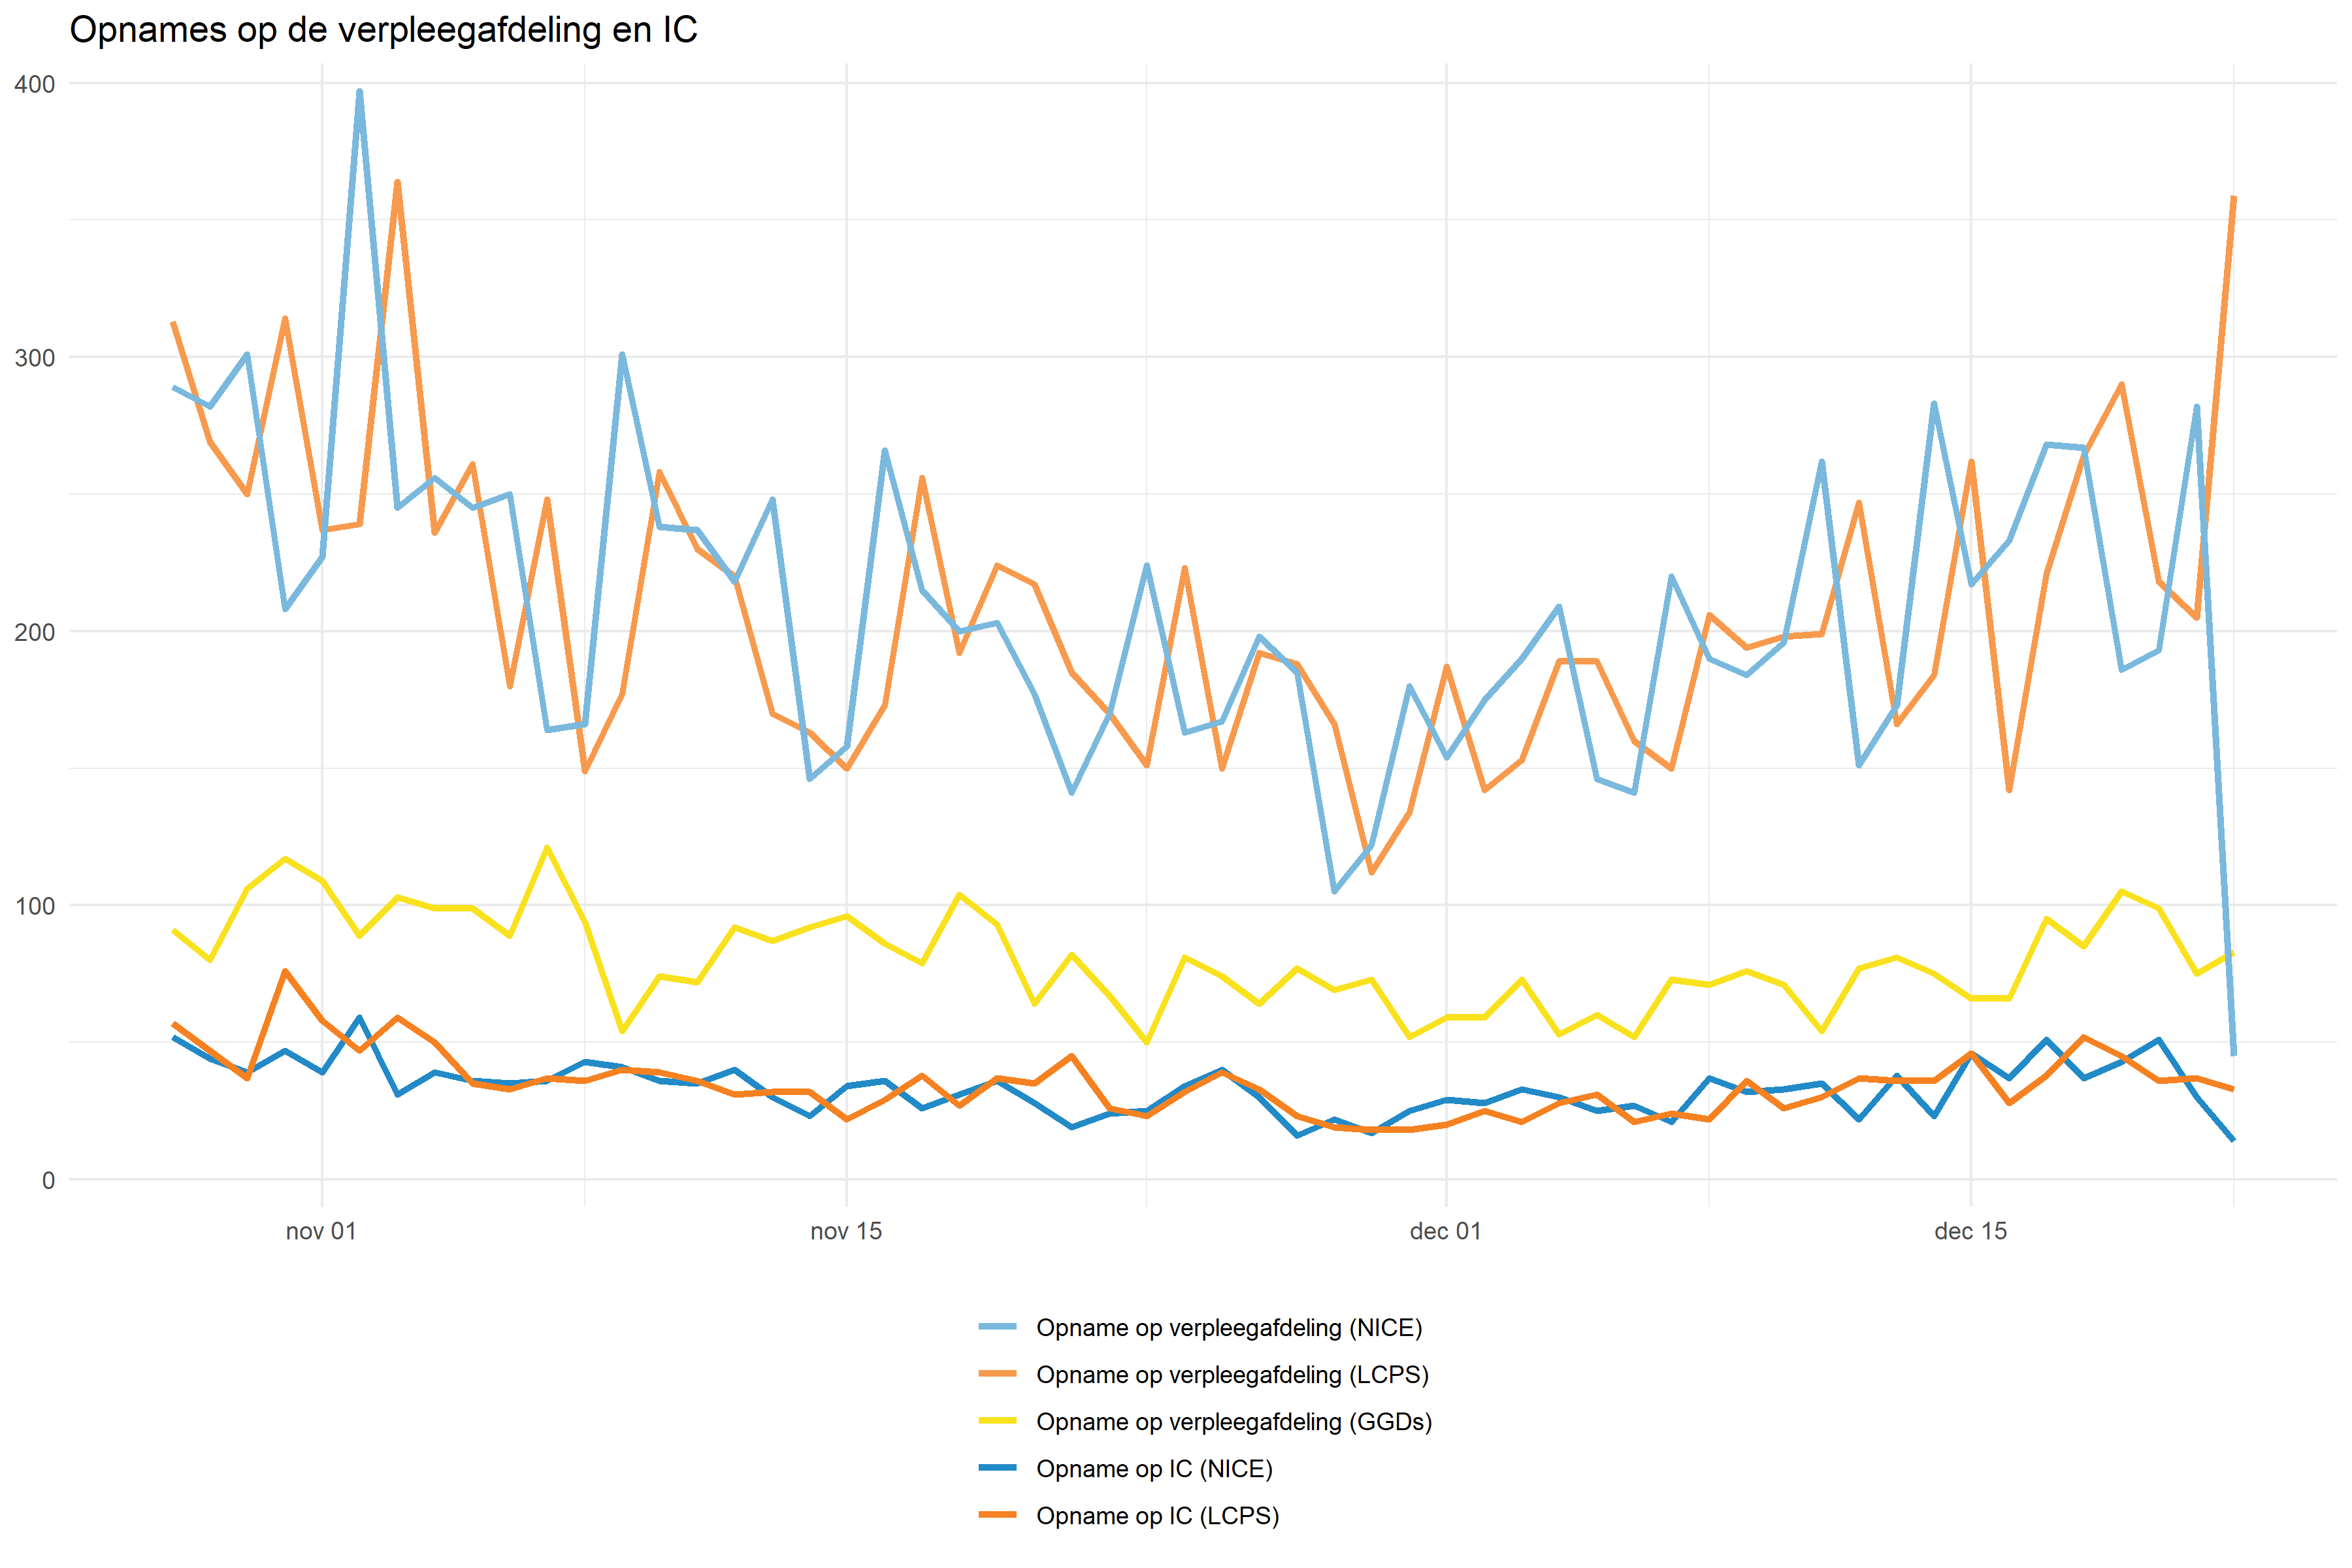 Opnames op de verpleegafdeling en IC
400
300
200
100
0
nov 01 nov 15 dec 01 dec 15
Opname op verpleegafdeling (NICE)
Opname op verpleegafdeling (LCPS)
Opname op verpleegafdeling (GGDs)
Opname op IC (NICE)
Opname op IC (LCPS)